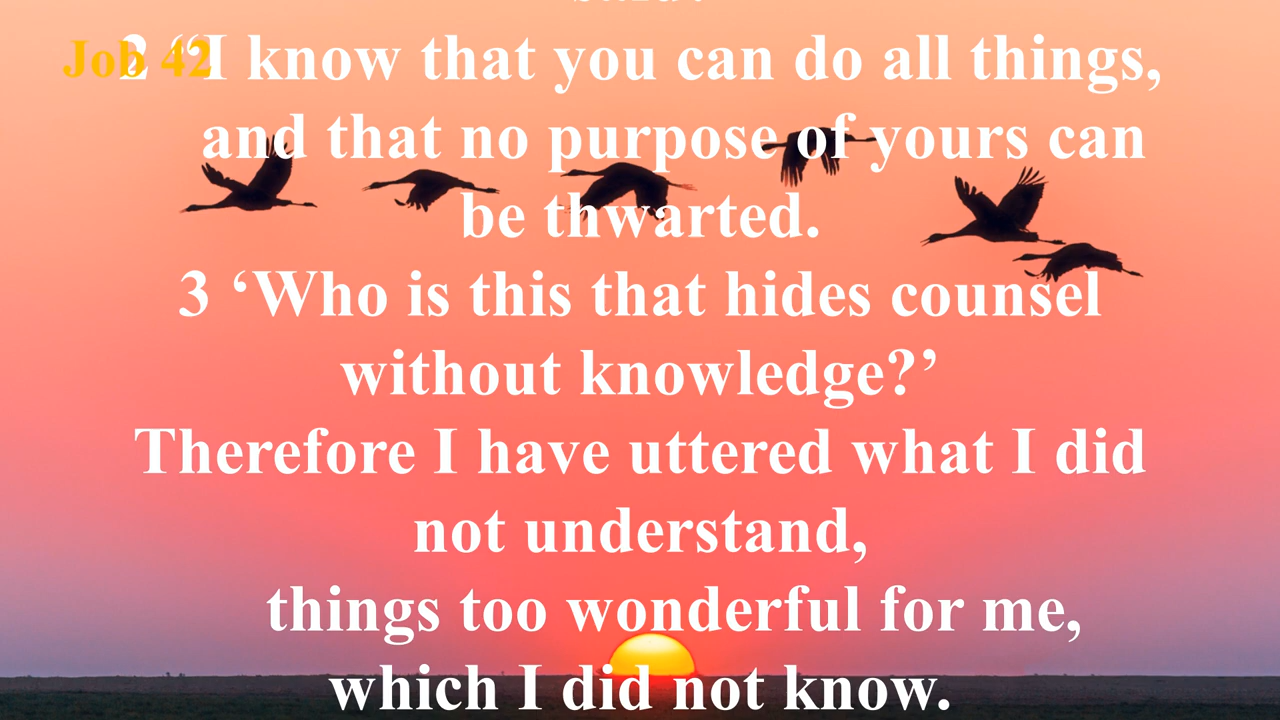 Job 42
2 “I know that you can do all things,
and that no purpose of yours can
be thwarted.
3 ‘Who is this that hides counsel
without knowledge?’
Therefore I have uttered what I did
not understand,
things too wonderful for me,
which I did not know.